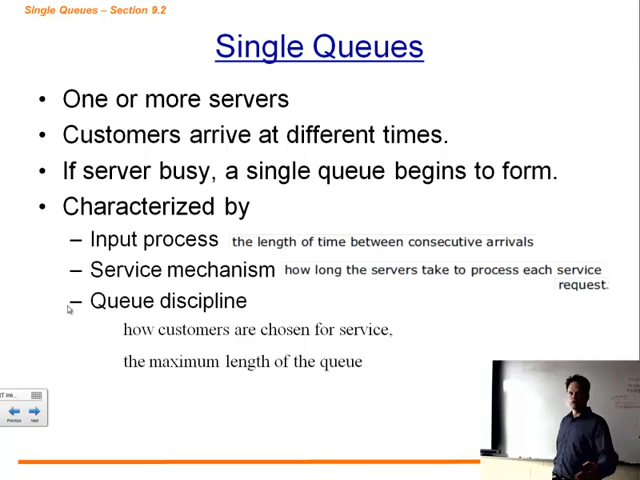 Single Queues – Section 9.2
Single Queues
• One or more servers
• Customers arrive at different times.
• If server busy, a single queue begins to form.
• Characterized by
– Input process the length of time between consecutive arrivals
– Service mechanism how long the servers take to process each service
request.
– Queue discipline
how customers are chosen for service,
the maximum length of the queue
Previous Next